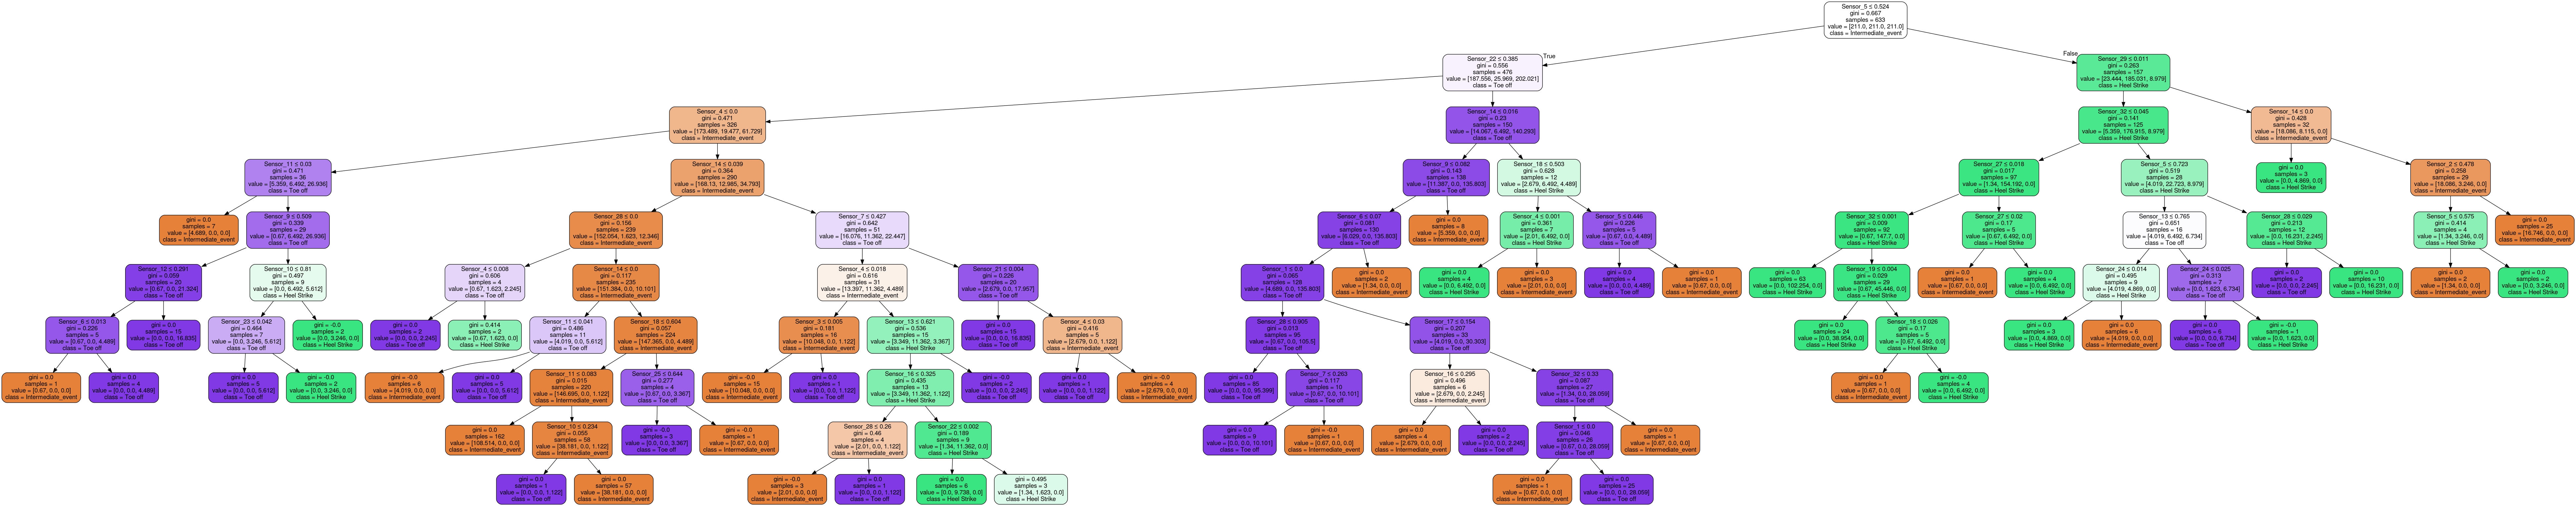 Sensor_5 ≤ 0.524
gini = 0.667
samples = 633
value = [211.0, 211.0, 211.0]
class = Intermediate_event
True
False
Sensor_22 ≤ 0.385
gini = 0.556
samples = 476
value = [187.556, 25.969, 202.021]
class = Toe off
Sensor_29 ≤ 0.011
gini = 0.263
samples = 157
value = [23.444, 185.031, 8.979]
class = Heel Strike
Sensor_4 ≤ 0.0
gini = 0.471
samples = 326
value = [173.489, 19.477, 61.729]
class = Intermediate_event
Sensor_14 ≤ 0.016
gini = 0.23
samples = 150
value = [14.067, 6.492, 140.293]
class = Toe off
Sensor_32 ≤ 0.045
gini = 0.141
samples = 125
value = [5.359, 176.915, 8.979]
class = Heel Strike
Sensor_14 ≤ 0.0
gini = 0.428
samples = 32
value = [18.086, 8.115, 0.0]
class = Intermediate_event
Sensor_11 ≤ 0.03
gini = 0.471
samples = 36
value = [5.359, 6.492, 26.936]
class = Toe off
Sensor_14 ≤ 0.039
gini = 0.364
samples = 290
value = [168.13, 12.985, 34.793]
class = Intermediate_event
Sensor_9 ≤ 0.082
gini = 0.143
samples = 138
value = [11.387, 0.0, 135.803]
class = Toe off
Sensor_18 ≤ 0.503
gini = 0.628
samples = 12
value = [2.679, 6.492, 4.489]
class = Heel Strike
Sensor_27 ≤ 0.018
gini = 0.017
samples = 97
value = [1.34, 154.192, 0.0]
class = Heel Strike
Sensor_5 ≤ 0.723
gini = 0.519
samples = 28
value = [4.019, 22.723, 8.979]
class = Heel Strike
gini = 0.0
samples = 3
value = [0.0, 4.869, 0.0]
class = Heel Strike
Sensor_2 ≤ 0.478
gini = 0.258
samples = 29
value = [18.086, 3.246, 0.0]
class = Intermediate_event
gini = 0.0
samples = 7
value = [4.689, 0.0, 0.0]
class = Intermediate_event
Sensor_9 ≤ 0.509
gini = 0.339
samples = 29
value = [0.67, 6.492, 26.936]
class = Toe off
Sensor_28 ≤ 0.0
gini = 0.156
samples = 239
value = [152.054, 1.623, 12.346]
class = Intermediate_event
Sensor_7 ≤ 0.427
gini = 0.642
samples = 51
value = [16.076, 11.362, 22.447]
class = Toe off
Sensor_6 ≤ 0.07
gini = 0.081
samples = 130
value = [6.029, 0.0, 135.803]
class = Toe off
gini = 0.0
samples = 8
value = [5.359, 0.0, 0.0]
class = Intermediate_event
Sensor_4 ≤ 0.001
gini = 0.361
samples = 7
value = [2.01, 6.492, 0.0]
class = Heel Strike
Sensor_5 ≤ 0.446
gini = 0.226
samples = 5
value = [0.67, 0.0, 4.489]
class = Toe off
Sensor_32 ≤ 0.001
gini = 0.009
samples = 92
value = [0.67, 147.7, 0.0]
class = Heel Strike
Sensor_27 ≤ 0.02
gini = 0.17
samples = 5
value = [0.67, 6.492, 0.0]
class = Heel Strike
Sensor_13 ≤ 0.765
gini = 0.651
samples = 16
value = [4.019, 6.492, 6.734]
class = Toe off
Sensor_28 ≤ 0.029
gini = 0.213
samples = 12
value = [0.0, 16.231, 2.245]
class = Heel Strike
Sensor_5 ≤ 0.575
gini = 0.414
samples = 4
value = [1.34, 3.246, 0.0]
class = Heel Strike
gini = 0.0
samples = 25
value = [16.746, 0.0, 0.0]
class = Intermediate_event
Sensor_12 ≤ 0.291
gini = 0.059
samples = 20
value = [0.67, 0.0, 21.324]
class = Toe off
Sensor_10 ≤ 0.81
gini = 0.497
samples = 9
value = [0.0, 6.492, 5.612]
class = Heel Strike
Sensor_4 ≤ 0.008
gini = 0.606
samples = 4
value = [0.67, 1.623, 2.245]
class = Toe off
Sensor_14 ≤ 0.0
gini = 0.117
samples = 235
value = [151.384, 0.0, 10.101]
class = Intermediate_event
Sensor_4 ≤ 0.018
gini = 0.616
samples = 31
value = [13.397, 11.362, 4.489]
class = Intermediate_event
Sensor_21 ≤ 0.004
gini = 0.226
samples = 20
value = [2.679, 0.0, 17.957]
class = Toe off
Sensor_1 ≤ 0.0
gini = 0.065
samples = 128
value = [4.689, 0.0, 135.803]
class = Toe off
gini = 0.0
samples = 2
value = [1.34, 0.0, 0.0]
class = Intermediate_event
gini = 0.0
samples = 4
value = [0.0, 6.492, 0.0]
class = Heel Strike
gini = 0.0
samples = 3
value = [2.01, 0.0, 0.0]
class = Intermediate_event
gini = 0.0
samples = 4
value = [0.0, 0.0, 4.489]
class = Toe off
gini = 0.0
samples = 1
value = [0.67, 0.0, 0.0]
class = Intermediate_event
gini = 0.0
samples = 63
value = [0.0, 102.254, 0.0]
class = Heel Strike
Sensor_19 ≤ 0.004
gini = 0.029
samples = 29
value = [0.67, 45.446, 0.0]
class = Heel Strike
gini = 0.0
samples = 1
value = [0.67, 0.0, 0.0]
class = Intermediate_event
gini = 0.0
samples = 4
value = [0.0, 6.492, 0.0]
class = Heel Strike
Sensor_24 ≤ 0.014
gini = 0.495
samples = 9
value = [4.019, 4.869, 0.0]
class = Heel Strike
Sensor_24 ≤ 0.025
gini = 0.313
samples = 7
value = [0.0, 1.623, 6.734]
class = Toe off
gini = 0.0
samples = 2
value = [0.0, 0.0, 2.245]
class = Toe off
gini = 0.0
samples = 10
value = [0.0, 16.231, 0.0]
class = Heel Strike
gini = 0.0
samples = 2
value = [1.34, 0.0, 0.0]
class = Intermediate_event
gini = 0.0
samples = 2
value = [0.0, 3.246, 0.0]
class = Heel Strike
Sensor_6 ≤ 0.013
gini = 0.226
samples = 5
value = [0.67, 0.0, 4.489]
class = Toe off
gini = 0.0
samples = 16
value = [0.0, 0.0, 16.835]
class = Toe off
Sensor_23 ≤ 0.042
gini = 0.464
samples = 7
value = [0.0, 3.246, 5.612]
class = Toe off
gini = -0.0
samples = 2
value = [0.0, 3.246, 0.0]
class = Heel Strike
gini = 0.0
samples = 2
value = [0.0, 0.0, 2.245]
class = Toe off
gini = 0.414
samples = 2
value = [0.67, 1.623, 0.0]
class = Heel Strike
Sensor_11 ≤ 0.041
gini = 0.486
samples = 11
value = [4.019, 0.0, 5.612]
class = Toe off
Sensor_18 ≤ 0.604
gini = 0.057
samples = 224
value = [147.365, 0.0, 4.489]
class = Intermediate_event
Sensor_3 ≤ 0.005
gini = 0.181
samples = 16
value = [10.048, 0.0, 1.122]
class = Intermediate_event
Sensor_13 ≤ 0.621
gini = 0.536
samples = 15
value = [3.349, 11.362, 3.367]
class = Heel Strike
gini = 0.0
samples = 15
value = [0.0, 0.0, 16.835]
class = Toe off
Sensor_4 ≤ 0.03
gini = 0.416
samples = 5
value = [2.679, 0.0, 1.122]
class = Intermediate_event
Sensor_26 ≤ 0.905
gini = 0.013
samples = 95
value = [0.67, 0.0, 105.5]
class = Toe off
Sensor_17 ≤ 0.154
gini = 0.207
samples = 33
value = [4.019, 0.0, 30.303]
class = Toe off
gini = 0.0
samples = 24
value = [0.0, 38.954, 0.0]
class = Heel Strike
Sensor_18 ≤ 0.026
gini = 0.17
samples = 5
value = [0.67, 6.492, 0.0]
class = Heel Strike
gini = 0.0
samples = 3
value = [0.0, 4.869, 0.0]
class = Heel Strike
gini = 0.0
samples = 6
value = [4.019, 0.0, 0.0]
class = Intermediate_event
gini = 0.0
samples = 6
value = [0.0, 0.0, 6.734]
class = Toe off
gini = -0.0
samples = 1
value = [0.0, 1.623, 0.0]
class = Heel Strike
gini = 0.0
samples = 1
value = [0.67, 0.0, 0.0]
class = Intermediate_event
gini = 0.0
samples = 4
value = [0.0, 0.0, 4.489]
class = Toe off
gini = 0.0
samples = 5
value = [0.0, 0.0, 5.612]
class = Toe off
gini = -0.0
samples = 2
value = [0.0, 3.246, 0.0]
class = Heel Strike
gini = -0.0
samples = 6
value = [4.019, 0.0, 0.0]
class = Intermediate_event
gini = 0.0
samples = 5
value = [0.0, 0.0, 5.612]
class = Toe off
Sensor_11 ≤ 0.083
gini = 0.015
samples = 220
value = [146.695, 0.0, 1.122]
class = Intermediate_event
Sensor_25 ≤ 0.644
gini = 0.277
samples = 4
value = [0.67, 0.0, 3.367]
class = Toe off
gini = -0.0
samples = 15
value = [10.048, 0.0, 0.0]
class = Intermediate_event
gini = 0.0
samples = 1
value = [0.0, 0.0, 1.122]
class = Toe off
Sensor_16 ≤ 0.325
gini = 0.435
samples = 13
value = [3.349, 11.362, 1.122]
class = Heel Strike
gini = -0.0
samples = 2
value = [0.0, 0.0, 2.245]
class = Toe off
gini = 0.0
samples = 1
value = [0.0, 0.0, 1.122]
class = Toe off
gini = -0.0
samples = 4
value = [2.679, 0.0, 0.0]
class = Intermediate_event
gini = 0.0
samples = 85
value = [0.0, 0.0, 95.399]
class = Toe off
Sensor_7 ≤ 0.263
gini = 0.117
samples = 10
value = [0.67, 0.0, 10.101]
class = Toe off
Sensor_16 ≤ 0.295
gini = 0.496
samples = 6
value = [2.679, 0.0, 2.245]
class = Intermediate_event
Sensor_32 ≤ 0.33
gini = 0.087
samples = 27
value = [1.34, 0.0, 28.059]
class = Toe off
gini = 0.0
samples = 1
value = [0.67, 0.0, 0.0]
class = Intermediate_event
gini = -0.0
samples = 4
value = [0.0, 6.492, 0.0]
class = Heel Strike
gini = 0.0
samples = 162
value = [108.514, 0.0, 0.0]
class = Intermediate_event
Sensor_10 ≤ 0.234
gini = 0.055
samples = 58
value = [38.181, 0.0, 1.122]
class = Intermediate_event
gini = -0.0
samples = 3
value = [0.0, 0.0, 3.367]
class = Toe off
gini = -0.0
samples = 1
value = [0.67, 0.0, 0.0]
class = Intermediate_event
Sensor_28 ≤ 0.26
gini = 0.46
samples = 4
value = [2.01, 0.0, 1.122]
class = Intermediate_event
Sensor_22 ≤ 0.002
gini = 0.189
samples = 9
value = [1.34, 11.362, 0.0]
class = Heel Strike
gini = 0.0
samples = 9
value = [0.0, 0.0, 10.101]
class = Toe off
gini = -0.0
samples = 1
value = [0.67, 0.0, 0.0]
class = Intermediate_event
gini = 0.0
samples = 4
value = [2.679, 0.0, 0.0]
class = Intermediate_event
gini = 0.0
samples = 2
value = [0.0, 0.0, 2.245]
class = Toe off
Sensor_1 ≤ 0.0
gini = 0.046
samples = 26
value = [0.67, 0.0, 28.059]
class = Toe off
gini = 0.0
samples = 1
value = [0.67, 0.0, 0.0]
class = Intermediate_event
gini = 0.0
samples = 1
value = [0.0, 0.0, 1.122]
class = Toe off
gini = 0.0
samples = 57
value = [38.181, 0.0, 0.0]
class = Intermediate_event
gini = -0.0
samples = 3
value = [2.01, 0.0, 0.0]
class = Intermediate_event
gini = 0.0
samples = 1
value = [0.0, 0.0, 1.122]
class = Toe off
gini = 0.0
samples = 6
value = [0.0, 9.738, 0.0]
class = Heel Strike
gini = 0.495
samples = 3
value = [1.34, 1.623, 0.0]
class = Heel Strike
gini = 0.0
samples = 1
value = [0.67, 0.0, 0.0]
class = Intermediate_event
gini = 0.0
samples = 25
value = [0.0, 0.0, 28.059]
class = Toe off